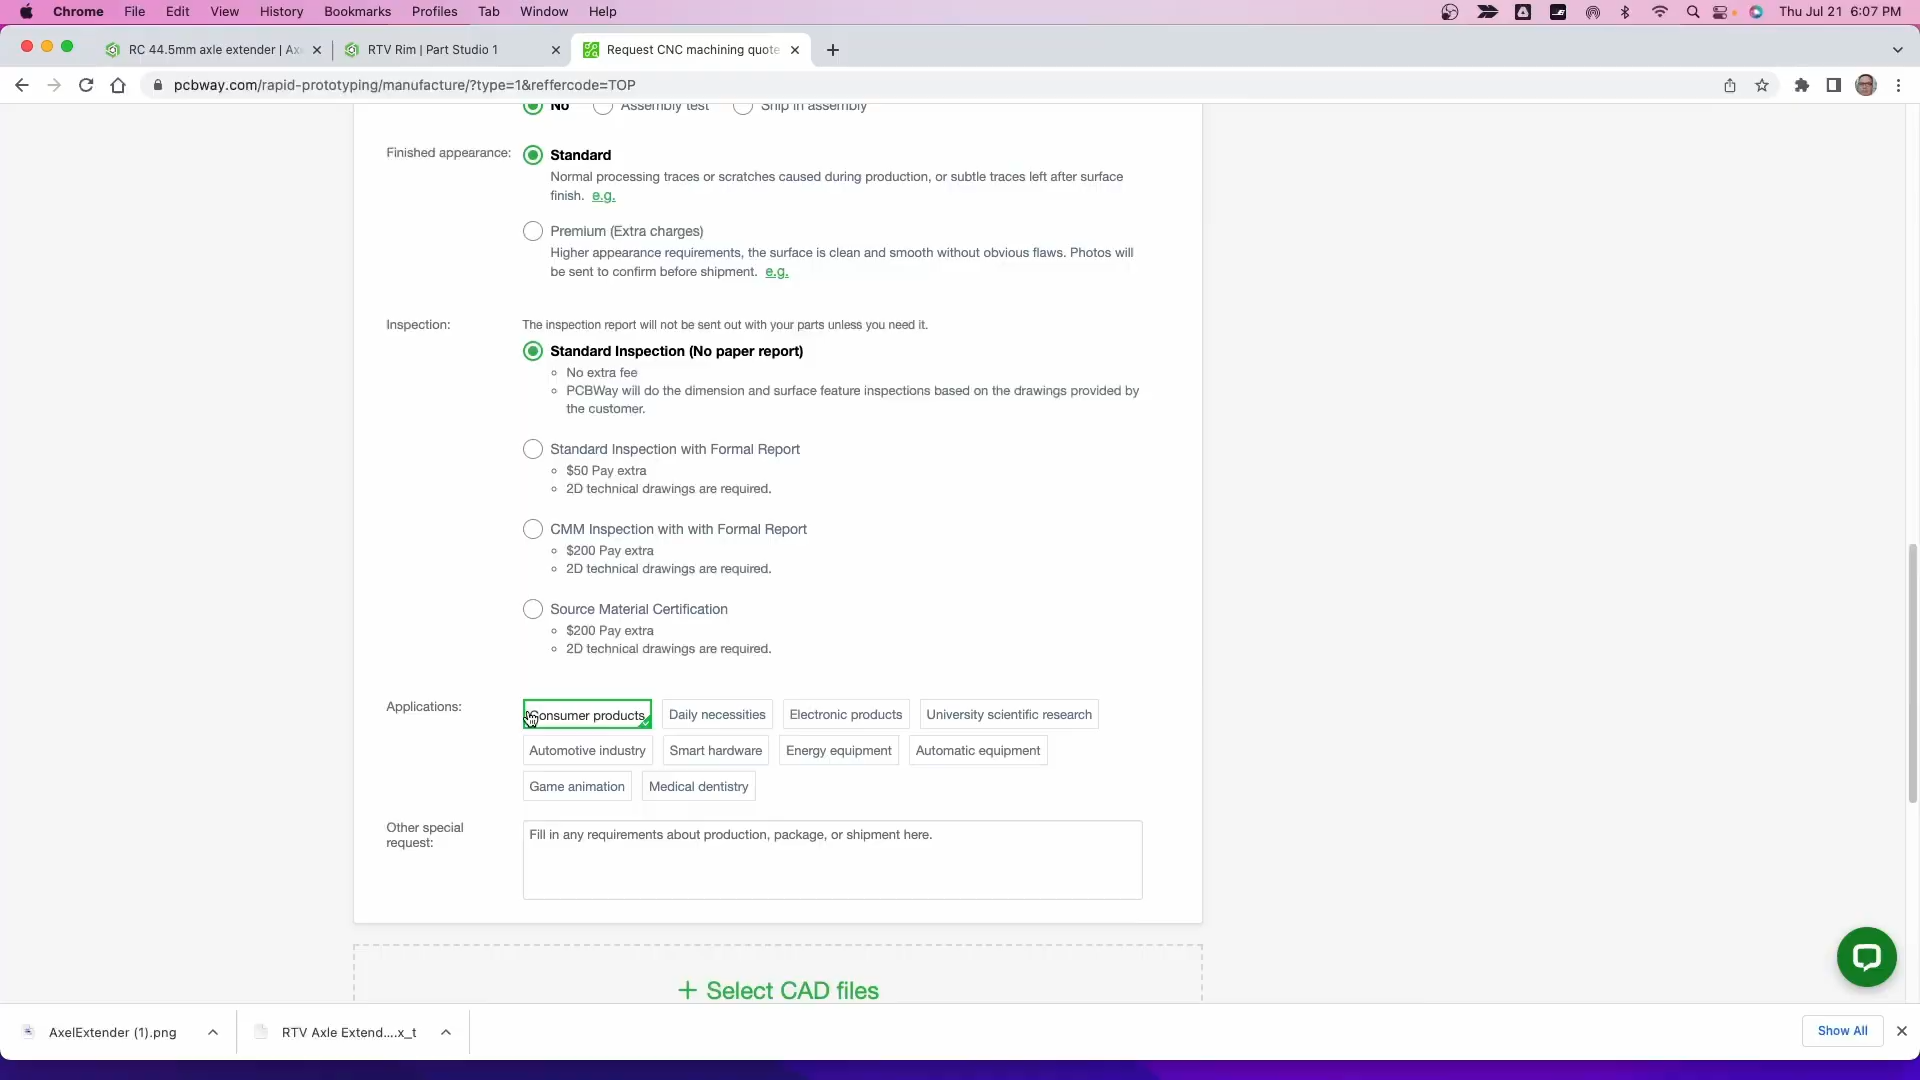 Chrome File Edit View History Bookmarks Profiles Tab Window Help Thu Jul 21 6:07 PM
RC 44.5mm axle extender | Ax
RTV Rim | Part Studio 1
Request CNC machining quote
pcbway.com/rapid-prototyping/manufacture/?type=1&reffercode=TOP
No Assembly test Ship in assembly
Finished appearance: Standard
Normal processing traces or scratches caused during production, or subtle traces left after surface
finish. e.g.
Premium (Extra charges)
Higher appearance requirements, the surface is clean and smooth without obvious flaws. Photos will
be sent to confirm before shipment. e.g.
Inspection: The inspection report will not be sent out with your parts unless you need it.
Standard Inspection (No paper report)
No extra fee
PCBWay will do the dimension and surface feature inspections based on the drawings provided by
the customer.
Standard Inspection with Formal Report
$50 Pay extra
2D technical drawings are required.
CMM Inspection with with Formal Report
$200 Pay extra
2D technical drawings are required.
Source Material Certification
$200 Pay extra
2D technical drawings are required.
Applications: Consumer products Daily necessities Electronic products University scientific research
Automotive industry Smart hardware Energy equipment Automatic equipment
Game animation Medical dentistry
Other special
request:
Fill in any requirements about production, package, or shipment here.
+ Select CAD files
AxelExtender (1).png RTV Axle Extend....x_t Show All